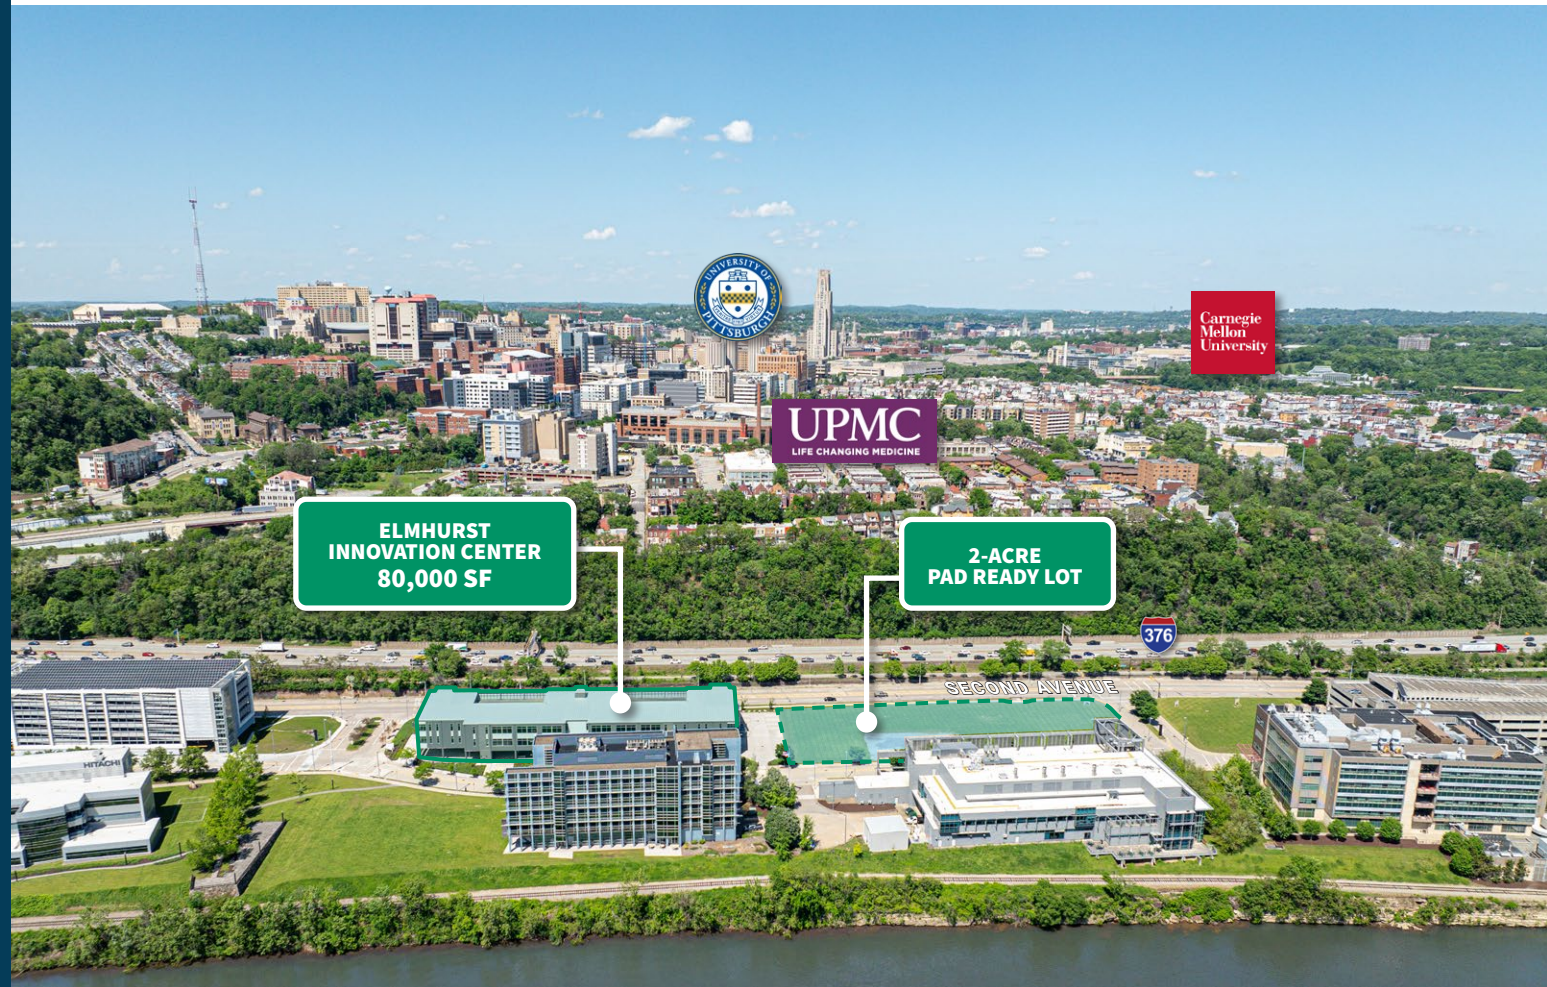 UNIVERSITY OF
PITTSBURGH
Carnegie
Mellon
University
UPMC
LIFE CHANGING MEDICINE
ELMHURST
INNOVATION CENTER
80,000 SF
2-ACRE
PAD READY LOT
376
SECOND AVENUE
HITACHI